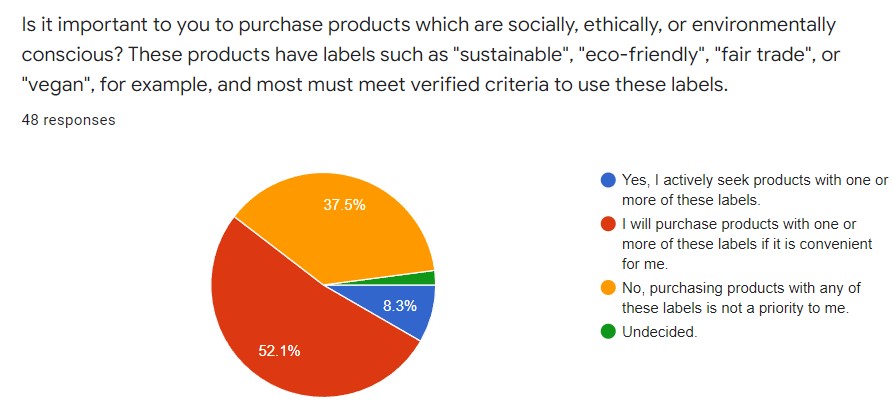 Is it important to you to purchase products which are socially, ethically, or environmentally
conscious? These products have labels such as "sustainable", "eco-friendly", "fair trade", or
"vegan", for example, and most must meet verified criteria to use these labels.
48 responses
37.5%
8.3%
52.1%
Yes, I actively seek products with one or
more of these labels.
I will purchase products with one or
more of these labels if it is convenient
for me.
No, purchasing products with any of
these labels is not a priority to me.
Undecided.